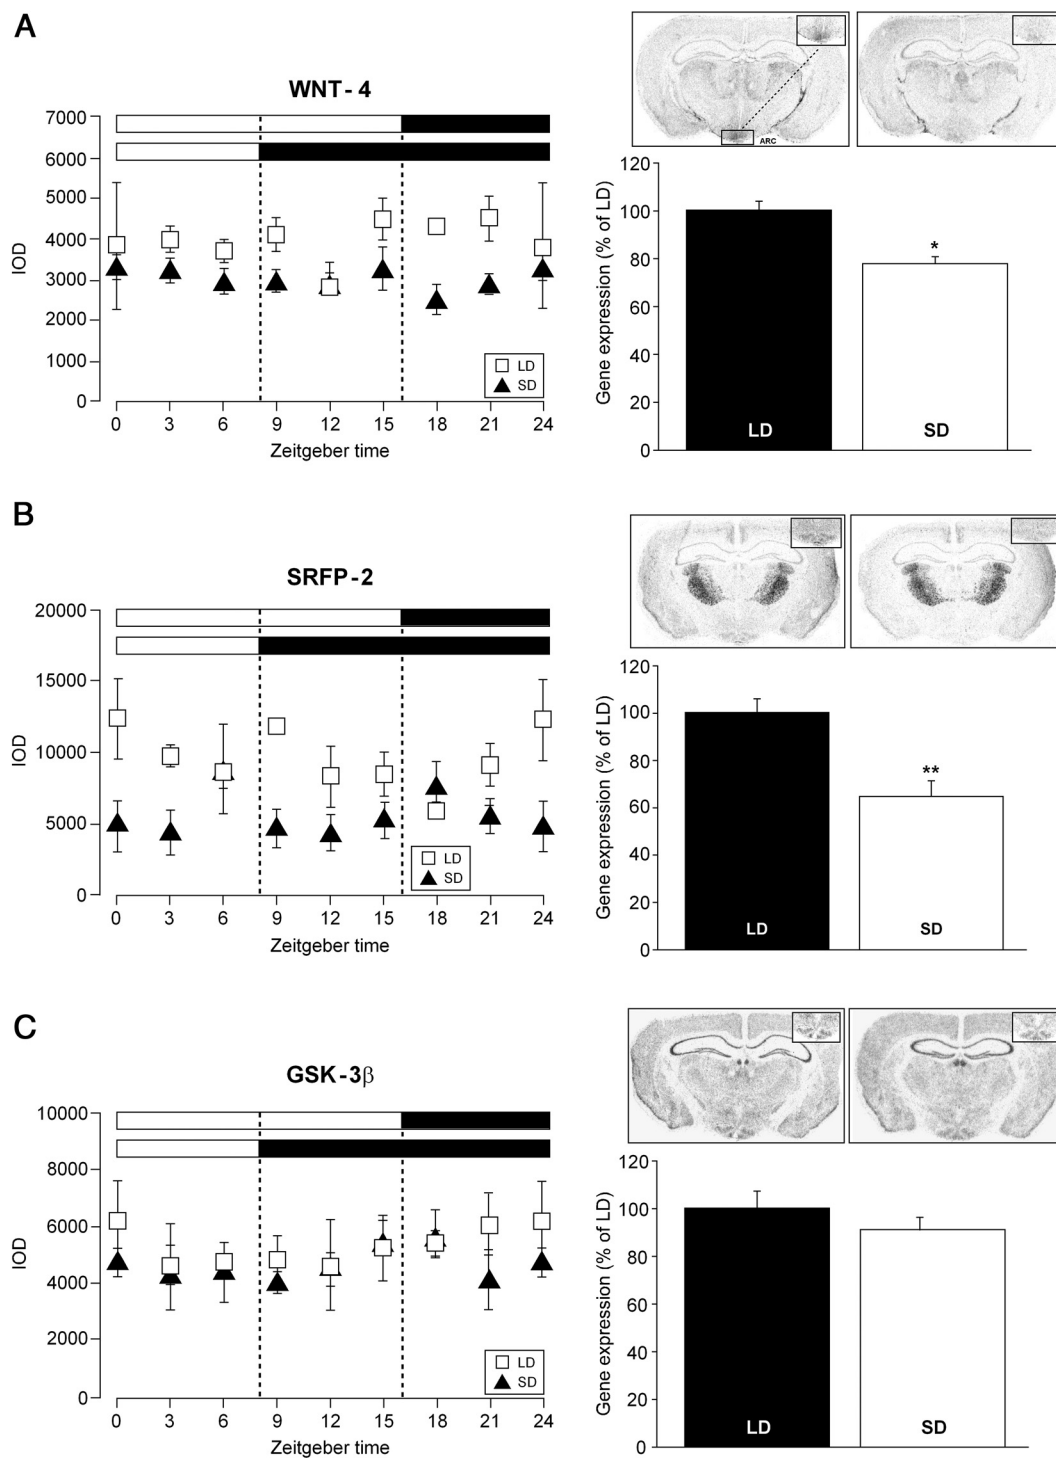 A
WNT-4
7000
6000
5000
4000
3000
2000
1000
0
IOD
LD
SD
0 3 6 9 12 15 18 21 24
Zeitgeber time
ARC
120
100
80
60
40
20
0
Gene expression (% of LD)
*
LD SD
B
SRFP-2
20000
15000
10000
5000
0
IOD
LD
SD
0 3 6 9 12 15 18 21 24
Zeitgeber time
120
100
80
60
40
20
0
Gene expression (% of LD)
**
LD SD
C
GSK-3β
10000
8000
6000
4000
2000
0
IOD
LD
SD
0 3 6 9 12 15 18 21 24
Zeitgeber time
120
100
80
60
40
20
0
Gene expression (% of LD)
LD SD